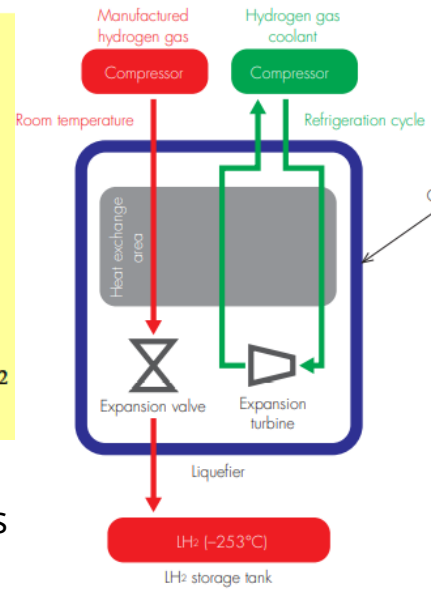 Manufactured
hydrogen gas
Hydrogen gas
coolant
Compressor
Compressor
Room temperature
Refrigeration cycle
Heat exchange
area
2
Expansion valve
Expansion
turbine
Liquefier
s
LH2 (–253°C)
LH2 storage tank